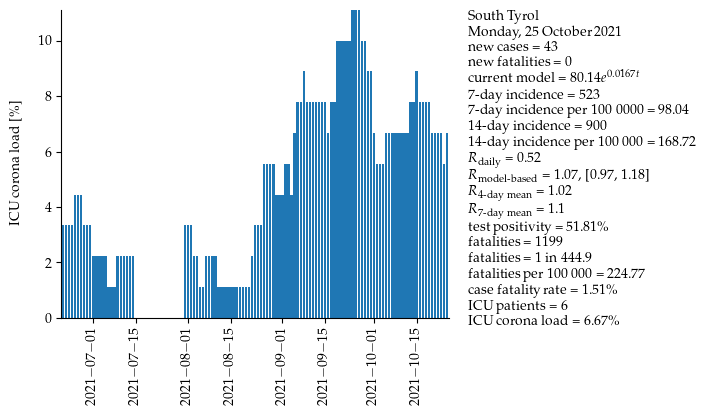 South Tyrol
Monday, 25 October 2021
new cases = 43
new fatalities = 0
current model = 80.14e^0.0167t
7-day incidence = 523
7-day incidence per 100 0000 = 98.04
14-day incidence = 900
14-day incidence per 100 000 = 168.72
R_daily = 0.52
R_model-based = 1.07, [0.97, 1.18]
R_4-day mean = 1.02
R_7-day mean = 1.1
test positivity = 51.81%
fatalities = 1199
fatalities = 1 in 444.9
fatalities per 100 000 = 224.77
case fatality rate = 1.51%
ICU patients = 6
ICU corona load = 6.67%
ICU corona load [%]
10
8
6
4
2
0
2021−07−01
2021−07−15
2021−08−01
2021−08−15
2021−09−01
2021−09−15
2021−10−01
2021−10−15